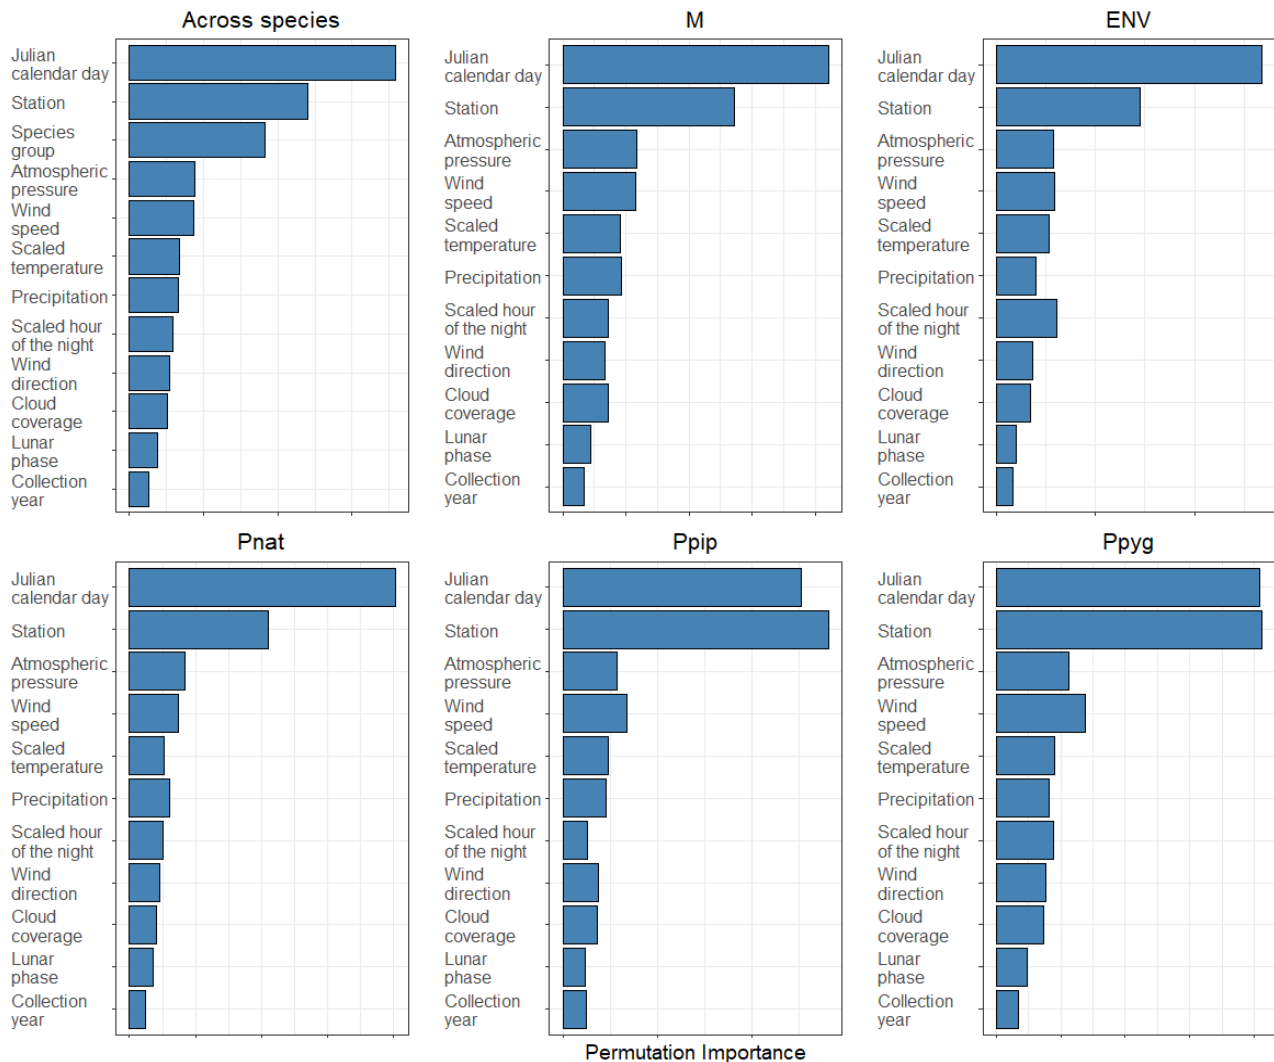 Across species
Julian
calendar day
Station
Species
group
Atmospheric
pressure
Wind
speed
Scaled
temperature
Precipitation
Scaled hour
of the night
Wind
direction
Cloud
coverage
Lunar
phase
Collection
year
M
Julian
calendar day
Station
Atmospheric
pressure
Wind
speed
Scaled
temperature
Precipitation
Scaled hour
of the night
Wind
direction
Cloud
coverage
Lunar
phase
Collection
year
ENV
Julian
calendar day
Station
Atmospheric
pressure
Wind
speed
Scaled
temperature
Precipitation
Scaled hour
of the night
Wind
direction
Cloud
coverage
Lunar
phase
Collection
year
Pnat
Julian
calendar day
Station
Atmospheric
pressure
Wind
speed
Scaled
temperature
Precipitation
Scaled hour
of the night
Wind
direction
Cloud
coverage
Lunar
phase
Collection
year
Ppip
Julian
calendar day
Station
Atmospheric
pressure
Wind
speed
Scaled
temperature
Precipitation
Scaled hour
of the night
Wind
direction
Cloud
coverage
Lunar
phase
Collection
year
Ppyg
Julian
calendar day
Station
Atmospheric
pressure
Wind
speed
Scaled
temperature
Precipitation
Scaled hour
of the night
Wind
direction
Cloud
coverage
Lunar
phase
Collection
year
Permutation Importance